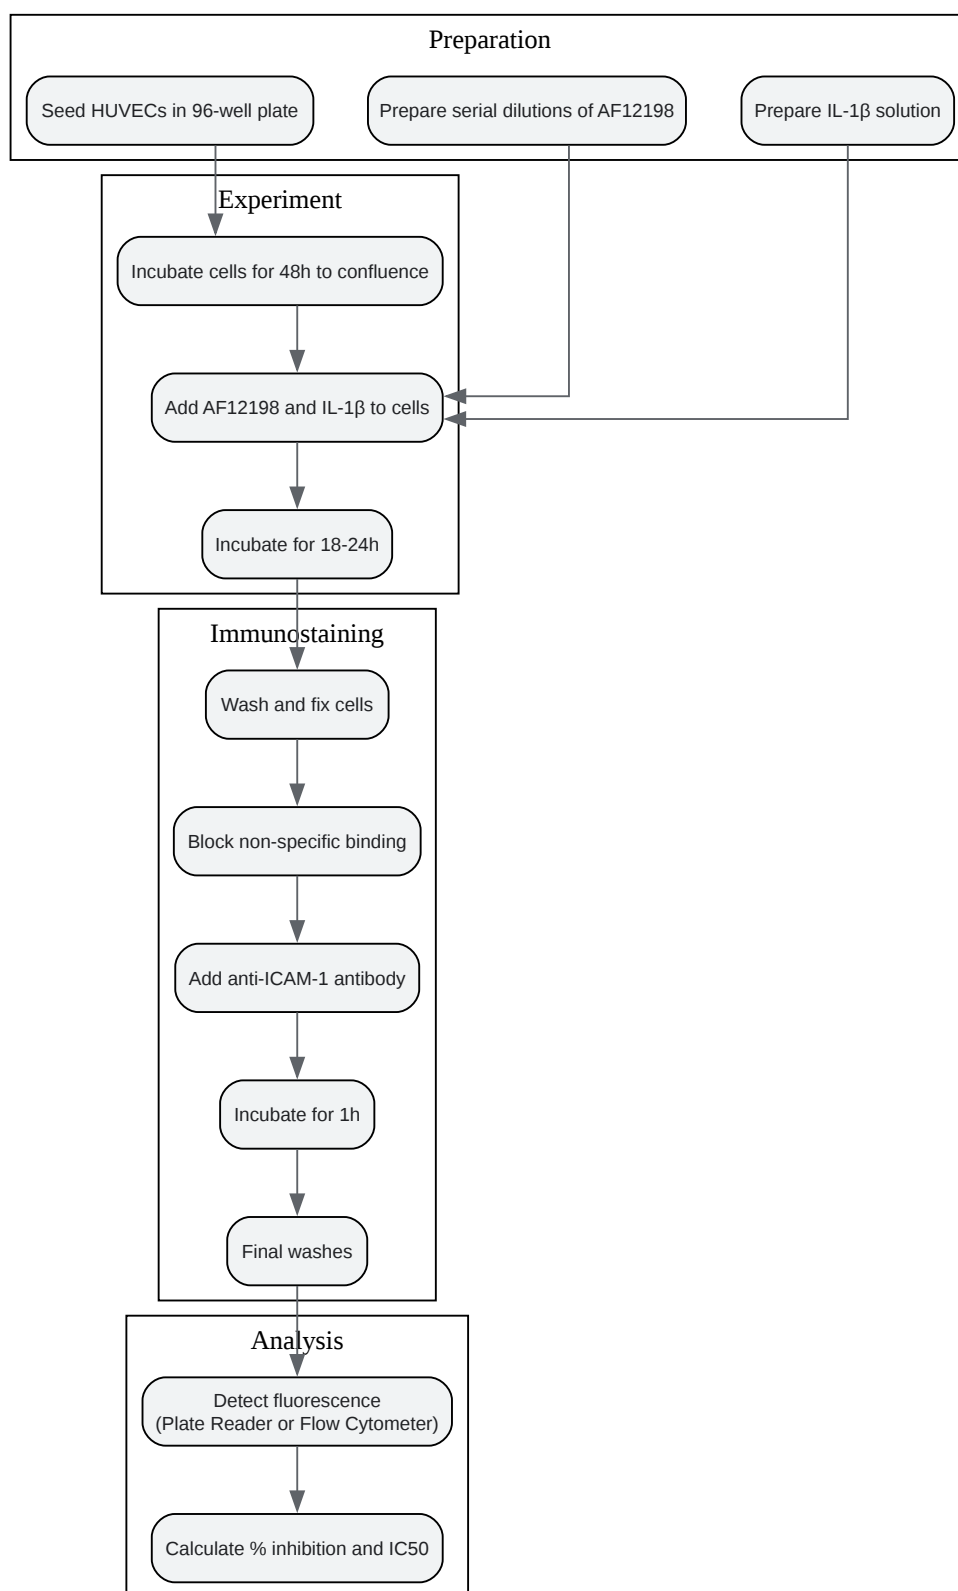 Preparation
Seed HUVECs in 96-well plate
Prepare serial dilutions of AF12198
Prepare IL-1β solution
Experiment
Incubate cells for 48h to confluence
Add AF12198 and IL-1β to cells
Incubate for 18-24h
Immunostaining
Wash and fix cells
Block non-specific binding
Add anti-ICAM-1 antibody
Incubate for 1h
Final washes
Analysis
Detect fluorescence
(Plate Reader or Flow Cytometer)
Calculate % inhibition and IC50